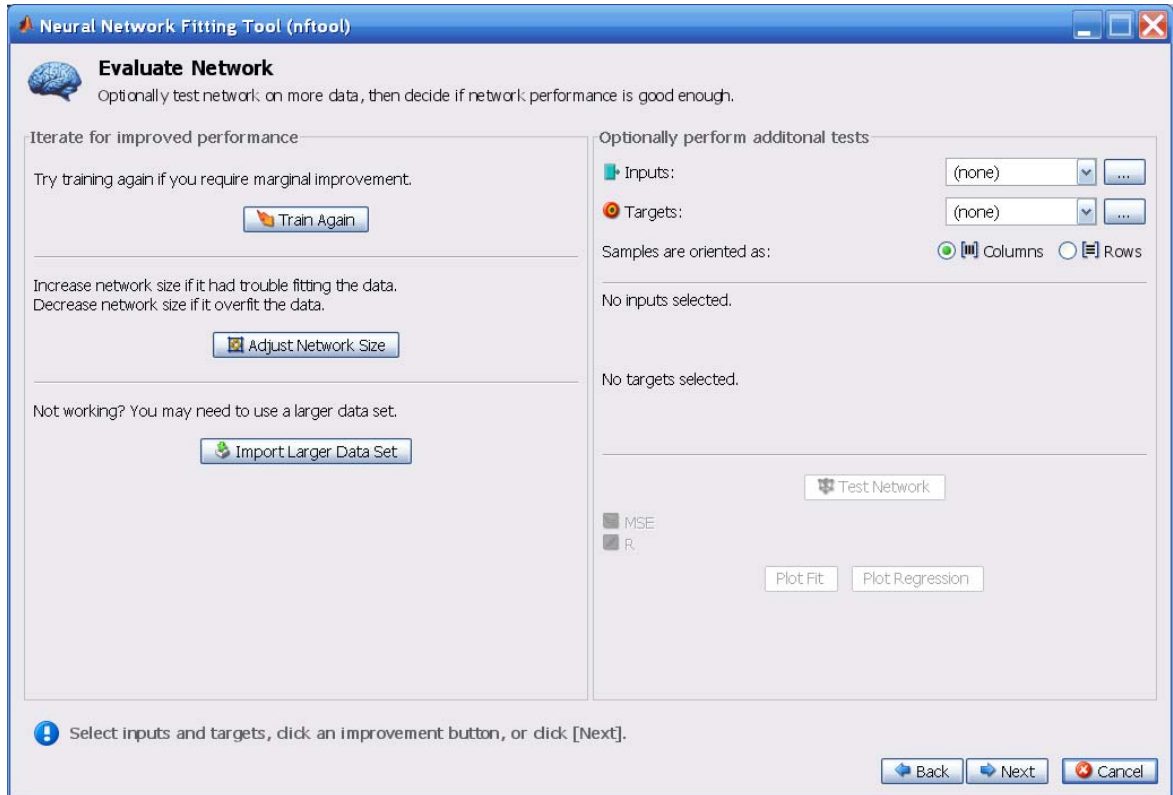 Neural Network Fitting Tool (nftool)
Evaluate Network
Optionally test network on more data, then decide if network performance is good enough.
Iterate for improved performance
Try training again if you require marginal improvement.
Train Again
Increase network size if it had trouble fitting the data.
Decrease network size if it overfit the data.
Adjust Network Size
Not working? You may need to use a larger data set.
Import Larger Data Set
Optionally perform additonal tests
Inputs: (none) ...
Targets: (none) ...
Samples are oriented as: Columns Rows
No inputs selected.
No targets selected.
Test Network
MSE
R
Plot Fit Plot Regression
Select inputs and targets, click an improvement button, or click [Next].
Back Next Cancel